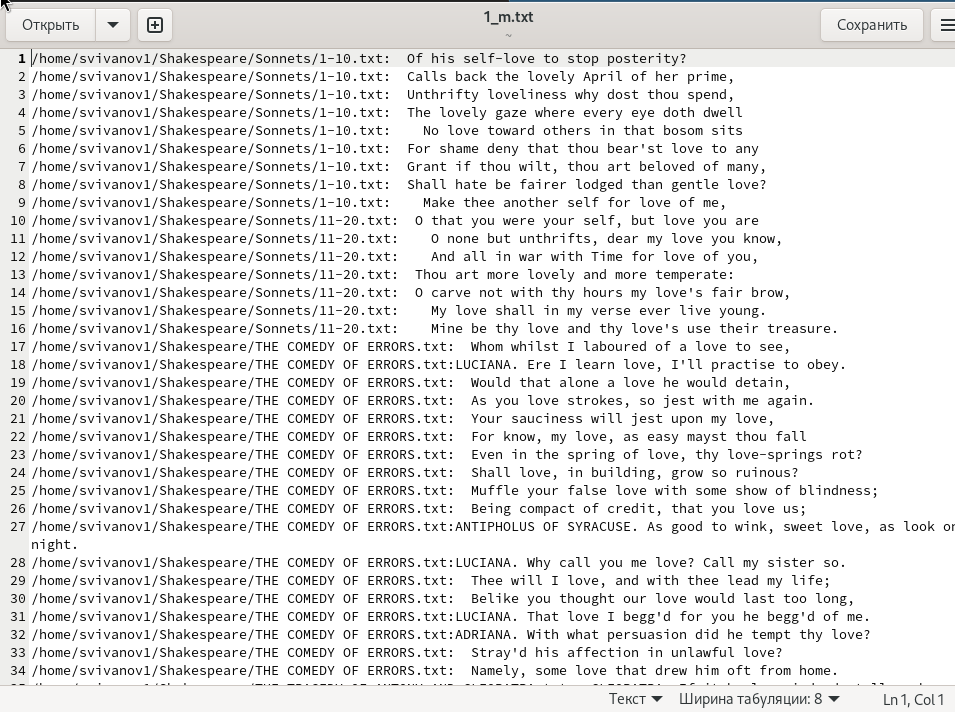 Открыть
1_m.txt
~
Сохранить
1 /home/svivanov1/Shakespeare/Sonnets/1-10.txt:  Of his self-love to stop posterity?
2 /home/svivanov1/Shakespeare/Sonnets/1-10.txt:  Calls back the lovely April of her prime,
3 /home/svivanov1/Shakespeare/Sonnets/1-10.txt:  Unthrifty loveliness why dost thou spend,
4 /home/svivanov1/Shakespeare/Sonnets/1-10.txt:  The lovely gaze where every eye doth dwell
5 /home/svivanov1/Shakespeare/Sonnets/1-10.txt:    No love toward others in that bosom sits
6 /home/svivanov1/Shakespeare/Sonnets/1-10.txt:  For shame deny that thou bear'st love to any
7 /home/svivanov1/Shakespeare/Sonnets/1-10.txt:  Grant if thou wilt, thou art beloved of many,
8 /home/svivanov1/Shakespeare/Sonnets/1-10.txt:  Shall hate be fairer lodged than gentle love?
9 /home/svivanov1/Shakespeare/Sonnets/1-10.txt:    Make thee another self for love of me,
10 /home/svivanov1/Shakespeare/Sonnets/11-20.txt:  O that you were your self, but love you are
11 /home/svivanov1/Shakespeare/Sonnets/11-20.txt:    O none but unthrifts, dear my love you know,
12 /home/svivanov1/Shakespeare/Sonnets/11-20.txt:    And all in war with Time for love of you,
13 /home/svivanov1/Shakespeare/Sonnets/11-20.txt:  Thou art more lovely and more temperate:
14 /home/svivanov1/Shakespeare/Sonnets/11-20.txt:  O carve not with thy hours my love's fair brow,
15 /home/svivanov1/Shakespeare/Sonnets/11-20.txt:    My love shall in my verse ever live young.
16 /home/svivanov1/Shakespeare/Sonnets/11-20.txt:    Mine be thy love and thy love's use their treasure.
17 /home/svivanov1/Shakespeare/THE COMEDY OF ERRORS.txt:  Whom whilst I laboured of a love to see,
18 /home/svivanov1/Shakespeare/THE COMEDY OF ERRORS.txt:LUCIANA. Ere I learn love, I'll practise to obey.
19 /home/svivanov1/Shakespeare/THE COMEDY OF ERRORS.txt:  Would that alone a love he would detain,
20 /home/svivanov1/Shakespeare/THE COMEDY OF ERRORS.txt:  As you love strokes, so jest with me again.
21 /home/svivanov1/Shakespeare/THE COMEDY OF ERRORS.txt:  Your sauciness will jest upon my love,
22 /home/svivanov1/Shakespeare/THE COMEDY OF ERRORS.txt:  For know, my love, as easy mayst thou fall
23 /home/svivanov1/Shakespeare/THE COMEDY OF ERRORS.txt:  Even in the spring of love, thy love-springs rot?
24 /home/svivanov1/Shakespeare/THE COMEDY OF ERRORS.txt:  Shall love, in building, grow so ruinous?
25 /home/svivanov1/Shakespeare/THE COMEDY OF ERRORS.txt:  Muffle your false love with some show of blindness;
26 /home/svivanov1/Shakespeare/THE COMEDY OF ERRORS.txt:  Being compact of credit, that you love us;
27 /home/svivanov1/Shakespeare/THE COMEDY OF ERRORS.txt:ANTIPHOLUS OF SYRACUSE. As good to wink, sweet love, as look
night.
28 /home/svivanov1/Shakespeare/THE COMEDY OF ERRORS.txt:LUCIANA. Why call you me love? Call my sister so.
29 /home/svivanov1/Shakespeare/THE COMEDY OF ERRORS.txt:  Thee will I love, and with thee lead my life;
30 /home/svivanov1/Shakespeare/THE COMEDY OF ERRORS.txt:  Belike you thought our love would last too long,
31 /home/svivanov1/Shakespeare/THE COMEDY OF ERRORS.txt:LUCIANA. That love I begg'd for you he begg'd of me.
32 /home/svivanov1/Shakespeare/THE COMEDY OF ERRORS.txt:ADRIANA. With what persuasion did he tempt thy love?
33 /home/svivanov1/Shakespeare/THE COMEDY OF ERRORS.txt:  Stray'd his affection in unlawful love?
34 /home/svivanov1/Shakespeare/THE COMEDY OF ERRORS.txt:  Namely, some love that drew him oft from home.
Текст
Ширина табуляции: 8
Ln 1, Col 1